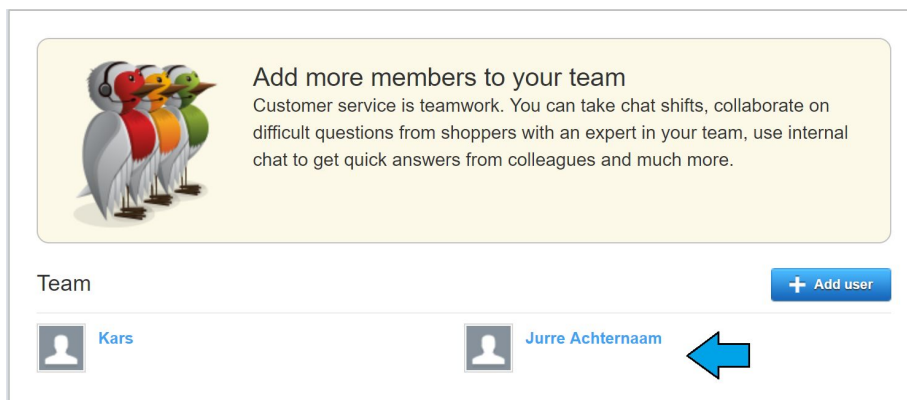 Add more members to your team
Customer service is teamwork. You can take chat shifts, collaborate on
difficult questions from shoppers with an expert in your team, use internal
chat to get quick answers from colleagues and much more.
Team
Add user
Kars
Jurre Achternaam